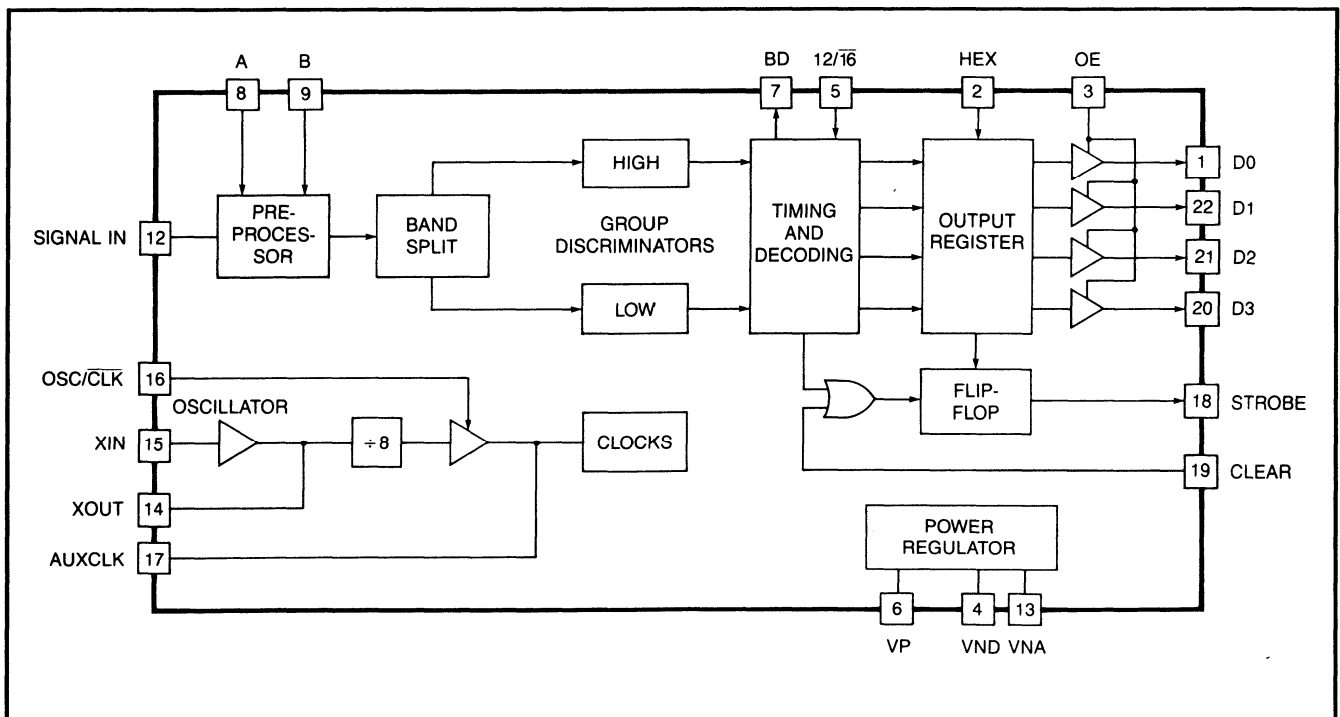 A
B
BD
12/16
HEX
OE
8
9
7
5
2
3
HIGH
1
D0
PRE-
PROCES-
SOR
BAND
SPLIT
GROUP
DISCRIMINATORS
TIMING
AND
DECODING
OUTPUT
REGISTER
22
D1
SIGNAL IN
12
21
D2
LOW
20
D3
OSC/CLK
16
FLIP-
FLOP
18
STROBE
OSCILLATOR
XIN
15
÷8
CLOCKS
19
CLEAR
XOUT
14
AUXCLK
17
POWER
REGULATOR
6
4
13
VP
VND
VNA